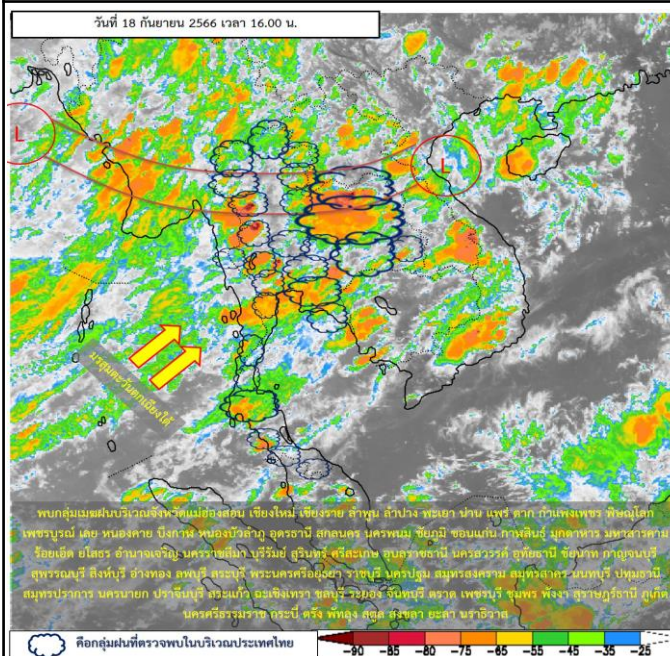 วันที่ 18 กันยายน 2566 เวลา 16.00 น.
L
L
มรสุมตะวันตกเฉียงใต้
พบกลุ่มเมฆฝนบริเวณจังหวัดแม่ฮ่องสอน เชียงใหม่ เชียงราย ลำพูน ลำปาง พะเยา น่าน แพร่ ตาก กำแพงเพชร พิษณุโลก
เพชรบูรณ์ เลย หนองคาย บึงกาฬ หนองบัวลำภู อุดรธานี สกลนคร นครพนม ชัยภูมิ ขอนแก่น กาฬสินธุ์ มุกดาหาร มหาสารคาม
ร้อยเอ็ด ยโสธร อำนาจเจริญ นครราชสีมา บุรีรัมย์ สุรินทร์ ศรีสะเกษ อุบลราชธานี นครสวรรค์ อุทัยธานี ชัยนาท กาญจนบุรี
สุพรรณบุรี สิงห์บุรี อ่างทอง ลพบุรี สระบุรี พระนครศรีอยุธยา ราชบุรี นครปฐม สมุทรสงคราม สมุทรสาคร นนทบุรี ปทุมธานี
สมุทรปราการ นครนายก ปราจีนบุรี สระแก้ว ฉะเชิงเทรา ชลบุรี ระยอง จันทบุรี ตราด เพชรบุรี ชุมพร พังงา สุราษฎร์ธานี ภูเก็ต
นครศรีธรรมราช กระบี่ ตรัง พัทลุง สตูล สงขลา ยะลา นราธิวาส
คือกลุ่มฝนที่ตรวจพบในบริเวณประเทศไทย
-90 -85 -80 -75 -65 -55 -45 -35 -25